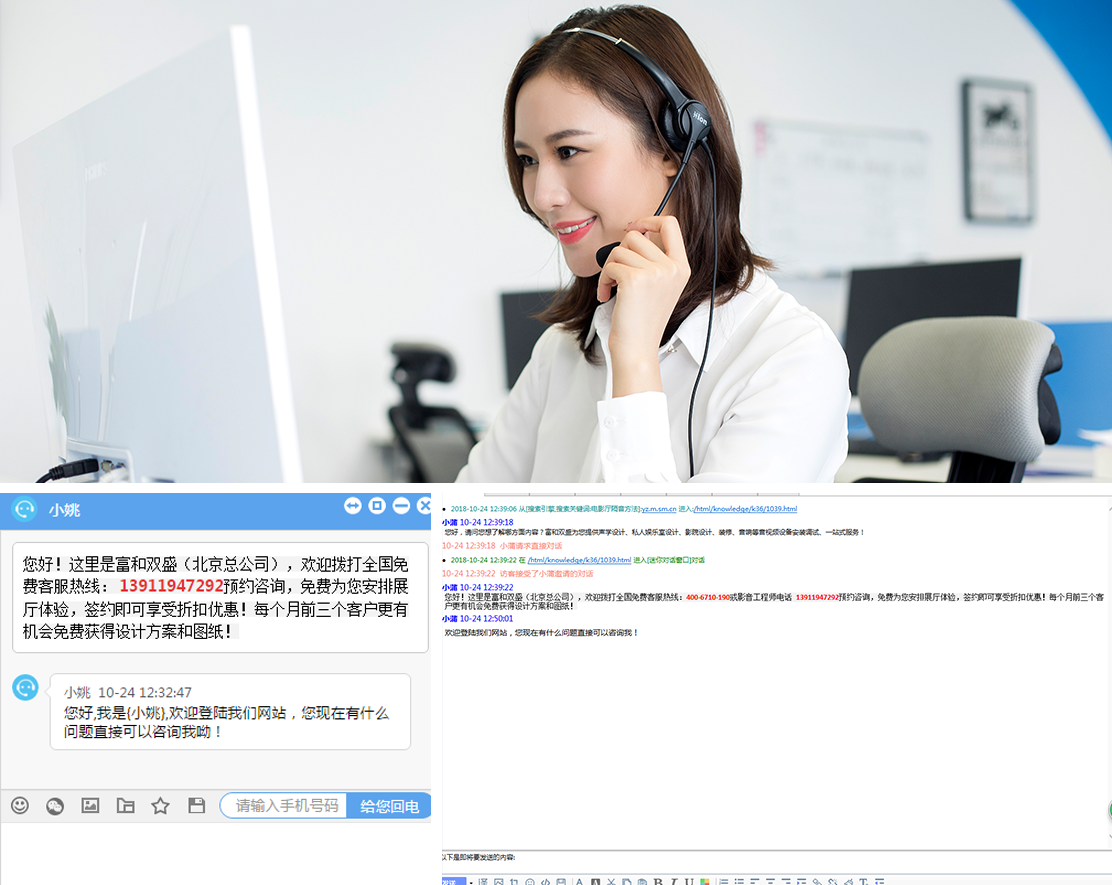 Hion
小姚
您好！这里是富和双盛（北京总公司），欢迎拨打全国免
费客服热线：13911947292预约咨询，免费为您安排展
厅体验，签约即可享受折扣优惠！每个月前三个客户更有
机会免费获得设计方案和图纸！
小姚 10-24 12:32:47
您好,我是{小姚},欢迎登陆我们网站，您现在有什么
问题直接可以咨询我呦！
请输入手机号码 给您回电
2018-10-24 12:39:06 从[搜索引擎,搜索关键词:电影厅隔音方法]:yz.m.sm.cn 进入:/html/knowledge/k36/1039.html
小蒲 10-24 12:39:18
您好，请问您想了解哪方面内容？富和双盛为您提供声学设计、私人娱乐室设计、影院设计、装修、音响等音视频设备安装调试、一站式服务！
10-24 12:39:18 小蒲请求直接对话
2018-10-24 12:39:22 在 /html/knowledge/k36/1039.html 进入[迷你对话窗口]对话
10-24 12:39:22 访客接受了小蒲邀请的对话
小蒲 10-24 12:39:22
您好！这里是富和双盛（北京总公司），欢迎拨打全国免费客服热线：400-6710-190或影音工程师电话 13911947292预约咨询，免费为您安排展厅体验，签约即可享受折扣优惠！每个月前三个客
户更有机会免费获得设计方案和图纸！
小蒲 10-24 12:50:01
欢迎登陆我们网站，您现在有什么问题直接可以咨询我！
以下是即将要发送的内容: